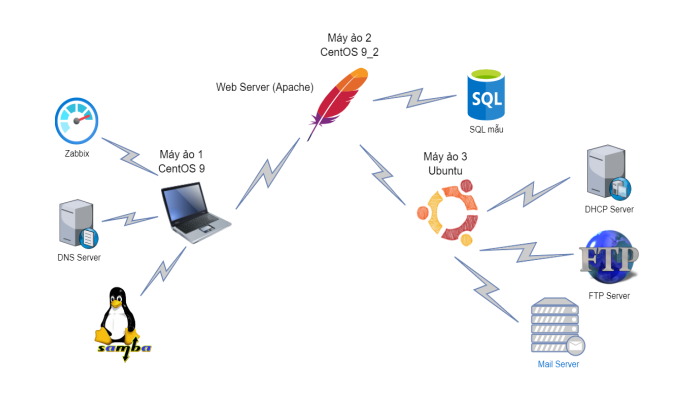 Máy ảo 2
CentOS 9_2
Web Server (Apache)
SQL
SQL mẫu
Zabbix
Máy ảo 1
CentOS 9
Máy ảo 3
Ubuntu
DHCP Server
DNS Server
FTP
FTP Server
samba
Mail Server